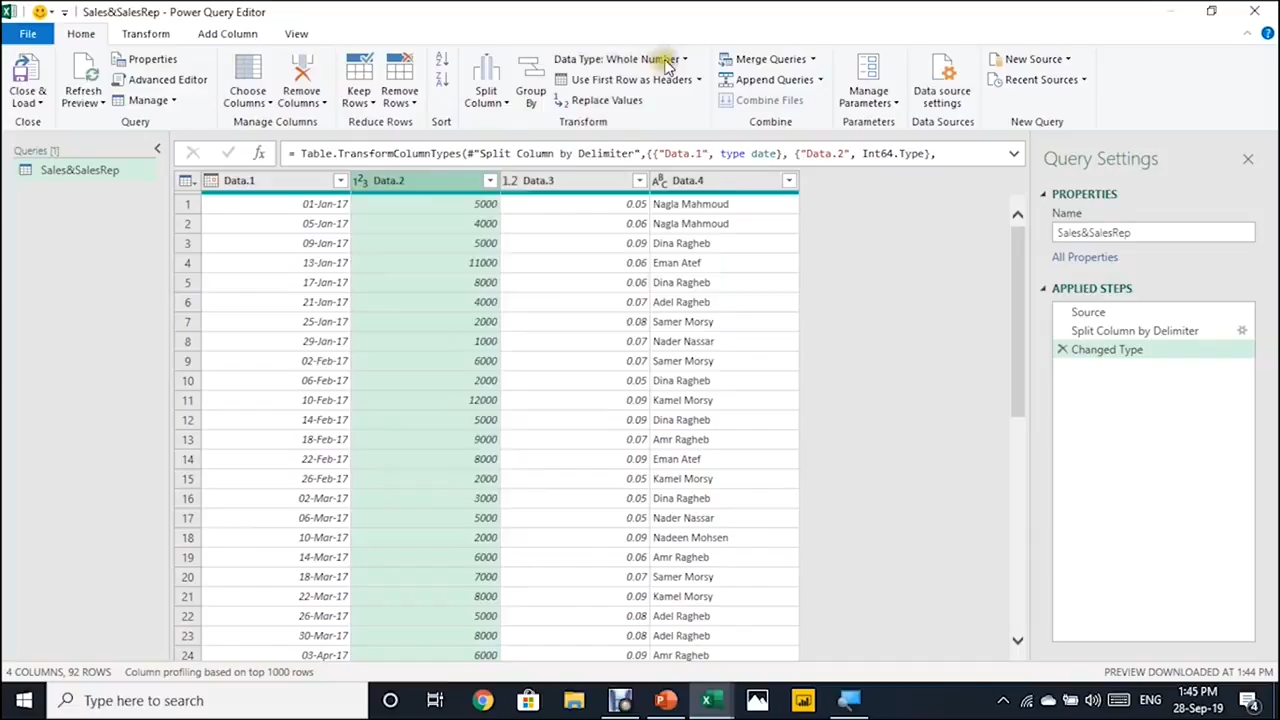 Sales&SalesRep - Power Query Editor
File
Home
Transform
Add Column
View
Close & Load
Refresh Preview
Properties
Advanced Editor
Manage
Choose Columns
Remove Columns
Keep Rows
Remove Rows
Split Column
Group By
Data Type: Whole Number
Use First Row as Headers
Replace Values
Merge Queries
Append Queries
Combine Files
Manage Parameters
Data source settings
New Source
Recent Sources
Close
Query
Manage Columns
Reduce Rows
Sort
Transform
Combine
Parameters
Data Sources
New Query
Queries [1]
Sales&SalesRep
= Table.TransformColumnTypes(#"Split Column by Delimiter",{{"Data.1", type date}, {"Data.2", Int64.Type},
Data.1 Data.2 Data.3 Data.4
1 01-Jan-17 5000 0.05 Nagla Mahmoud
2 05-Jan-17 4000 0.06 Nagla Mahmoud
3 09-Jan-17 5000 0.09 Dina Ragheb
4 13-Jan-17 11000 0.06 Eman Atef
5 17-Jan-17 8000 0.06 Dina Ragheb
6 21-Jan-17 4000 0.07 Adel Ragheb
7 25-Jan-17 2000 0.08 Samer Morsy
8 29-Jan-17 1000 0.07 Nader Nassar
9 02-Feb-17 6000 0.07 Samer Morsy
10 06-Feb-17 2000 0.05 Dina Ragheb
11 10-Feb-17 12000 0.09 Kamel Morsy
12 14-Feb-17 5000 0.09 Dina Ragheb
13 18-Feb-17 9000 0.07 Amr Ragheb
14 22-Feb-17 8000 0.09 Eman Atef
15 26-Feb-17 2000 0.05 Kamel Morsy
16 02-Mar-17 3000 0.05 Dina Ragheb
17 06-Mar-17 5000 0.05 Nader Nassar
18 10-Mar-17 2000 0.09 Nadeen Mohsen
19 14-Mar-17 6000 0.06 Amr Ragheb
20 18-Mar-17 7000 0.07 Samer Morsy
21 22-Mar-17 8000 0.09 Kamel Morsy
22 26-Mar-17 5000 0.08 Adel Ragheb
23 30-Mar-17 8000 0.08 Adel Ragheb
24 03-Apr-17 6000 0.09 Amr Ragheb
Query Settings
PROPERTIES
Name
Sales&SalesRep
All Properties
APPLIED STEPS
Source
Split Column by Delimiter
Changed Type
4 COLUMNS, 92 ROWS
Column profiling based on top 1000 rows
PREVIEW DOWNLOADED AT 1:44 PM
Type here to search
ENG
1:45 PM
28-Sep-19
4